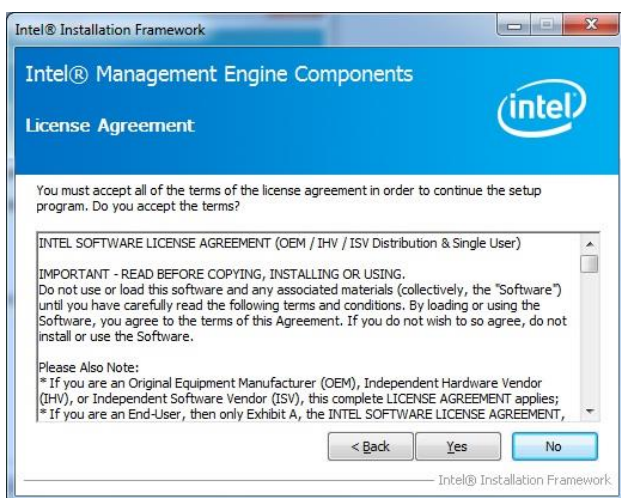 Intel® Installation Framework
Intel® Management Engine Components
License Agreement
intel
You must accept all of the terms of the license agreement in order to continue the setup
program. Do you accept the terms?
INTEL SOFTWARE LICENSE AGREEMENT (OEM / IHV / ISV Distribution & Single User)
IMPORTANT - READ BEFORE COPYING, INSTALLING OR USING.
Do not use or load this software and any associated materials (collectively, the "Software")
until you have carefully read the following terms and conditions. By loading or using the
Software, you agree to the terms of this Agreement. If you do not wish to so agree, do not
install or use the Software.
Please Also Note:
* If you are an Original Equipment Manufacturer (OEM), Independent Hardware Vendor
(IHV), or Independent Software Vendor (ISV), this complete LICENSE AGREEMENT applies;
* If you are an End-User, then only Exhibit A, the INTEL SOFTWARE LICENSE AGREEMENT,
< Back Yes No
Intel® Installation Framework